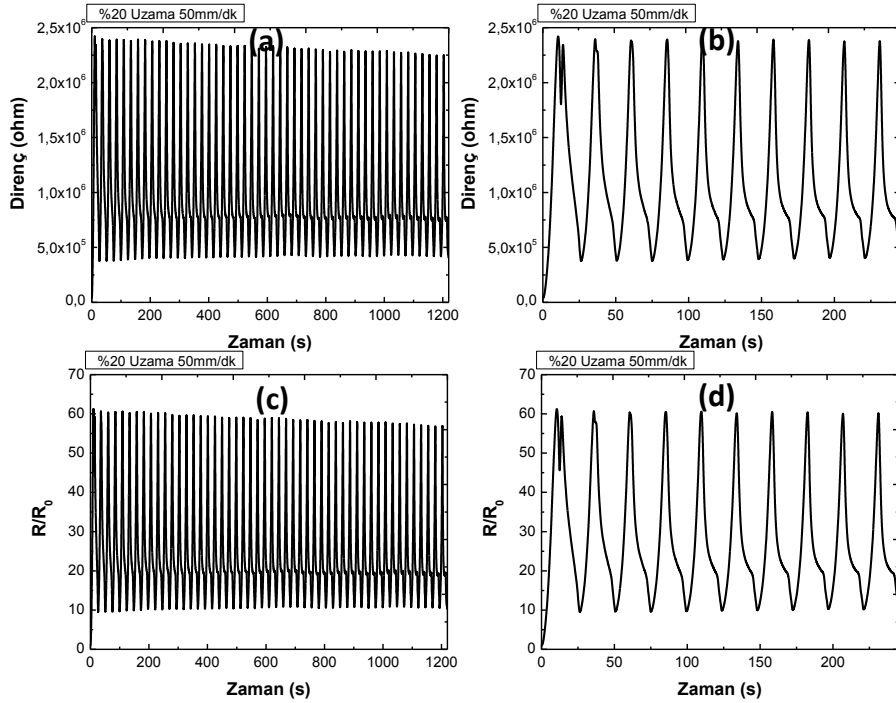 %20 Uzama 50mm/dk
(a)
2,5x10⁶
2,0x10⁶
1,5x10⁶
1,0x10⁶
5,0x10⁵
0,0
Direnç (ohm)
0 200 400 600 800 1000 1200
Zaman (s)
%20 Uzama 50mm/dk
(b)
2,5x10⁶
2,0x10⁶
1,5x10⁶
1,0x10⁶
5,0x10⁵
0,0
Direnç (ohm)
0 50 100 150 200
Zaman (s)
%20 Uzama 50mm/dk
(c)
70
60
50
40
30
20
10
0
R/R₀
0 200 400 600 800 1000 1200
Zaman (s)
%20 Uzama 50mm/dk
(d)
70
60
50
40
30
20
10
0
R/R₀
0 50 100 150 200
Zaman (s)